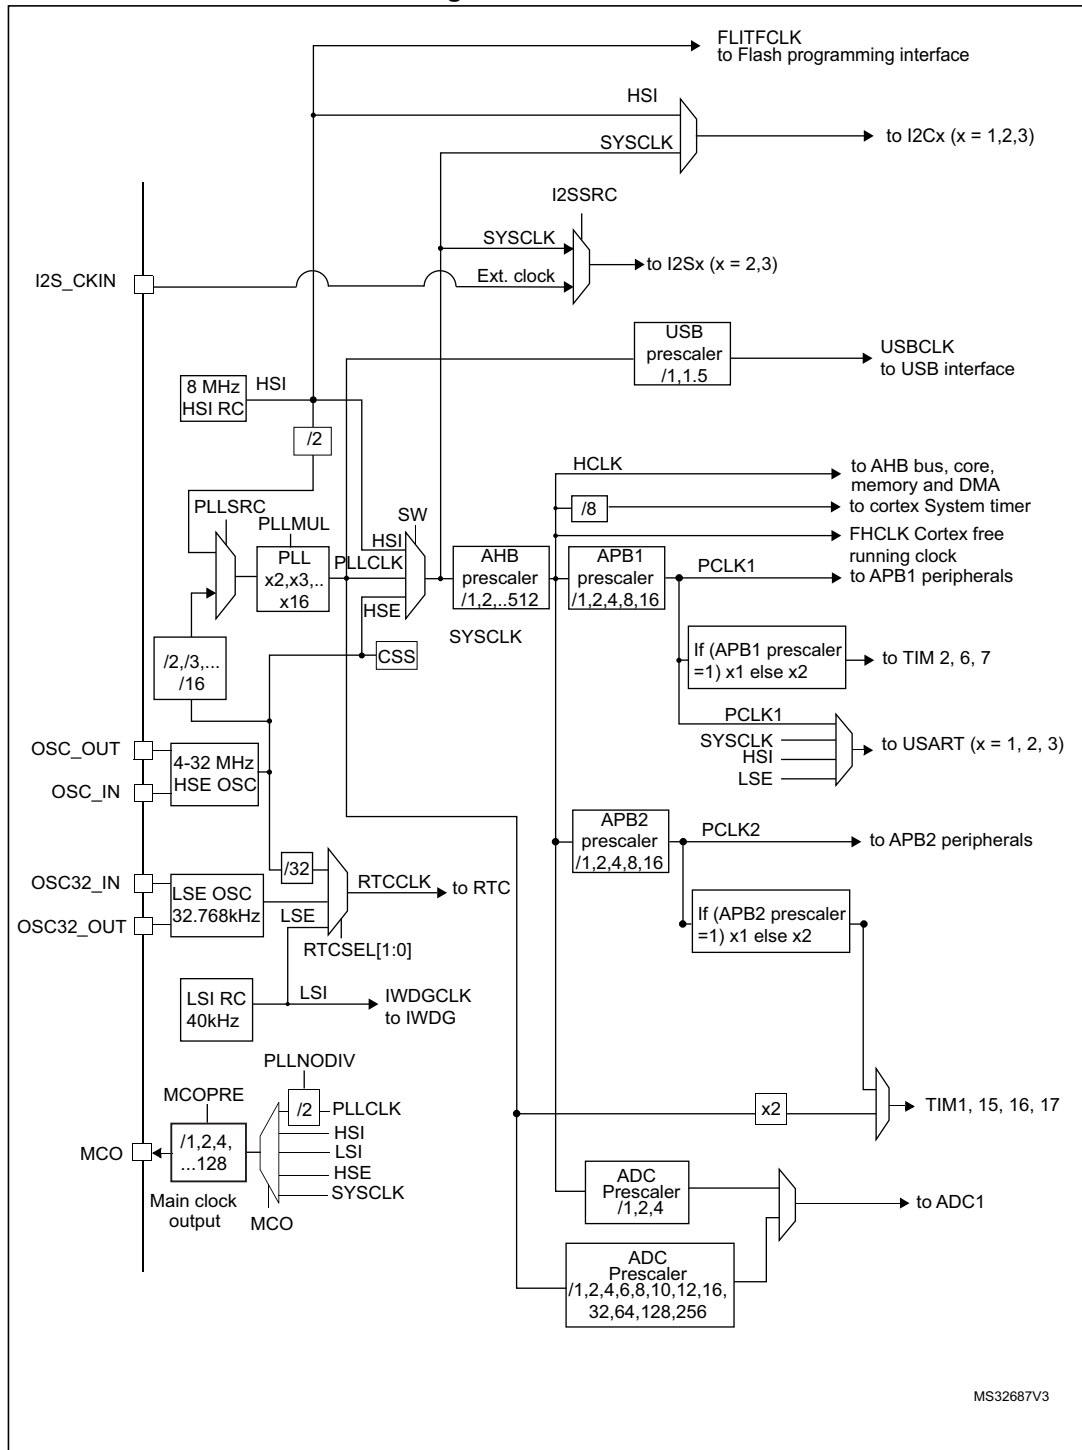 FLITFCLK
to Flash programming interface
HSI
SYSCLK
to I2Cx (x = 1,2,3)
I2SSRC
SYSCLK
to I2Sx (x = 2,3)
I2S_CKIN
Ext. clock
USB
prescaler
/1,1.5
USBCLK
to USB interface
8 MHz
HSI RC
HSI
/2
HCLK
to AHB bus, core,
memory and DMA
/8
to cortex System timer
PLLSRC
PLLMUL
SW
FHCLK Cortex free
running clock
HSI
PLL
x2,x3,..
x16
PLLCLK
AHB
prescaler
/1,2,..512
APB1
prescaler
/1,2,4,8,16
PCLK1
to APB1 peripherals
HSE
SYSCLK
/2,/3,...
/16
CSS
If (APB1 prescaler
=1) x1 else x2
to TIM 2, 6, 7
PCLK1
SYSCLK
HSI
LSE
to USART (x = 1, 2, 3)
OSC_OUT
OSC_IN
4-32 MHz
HSE OSC
APB2
prescaler
/1,2,4,8,16
PCLK2
to APB2 peripherals
/32
OSC32_IN
OSC32_OUT
LSE OSC
32.768kHz
RTCCLK
to RTC
LSE
RTCSEL[1:0]
If (APB2 prescaler
=1) x1 else x2
LSI RC
40kHz
LSI
IWDGCLK
to IWDG
PLLNODIV
MCOPRE
/2
PLLCLK
HSI
LSI
HSE
SYSCLK
MCO
/1,2,4,
...128
Main clock
output
MCO
x2
TIM1, 15, 16, 17
ADC
Prescaler
/1,2,4
to ADC1
ADC
Prescaler
/1,2,4,6,8,10,12,16,
32,64,128,256
MS32687V3